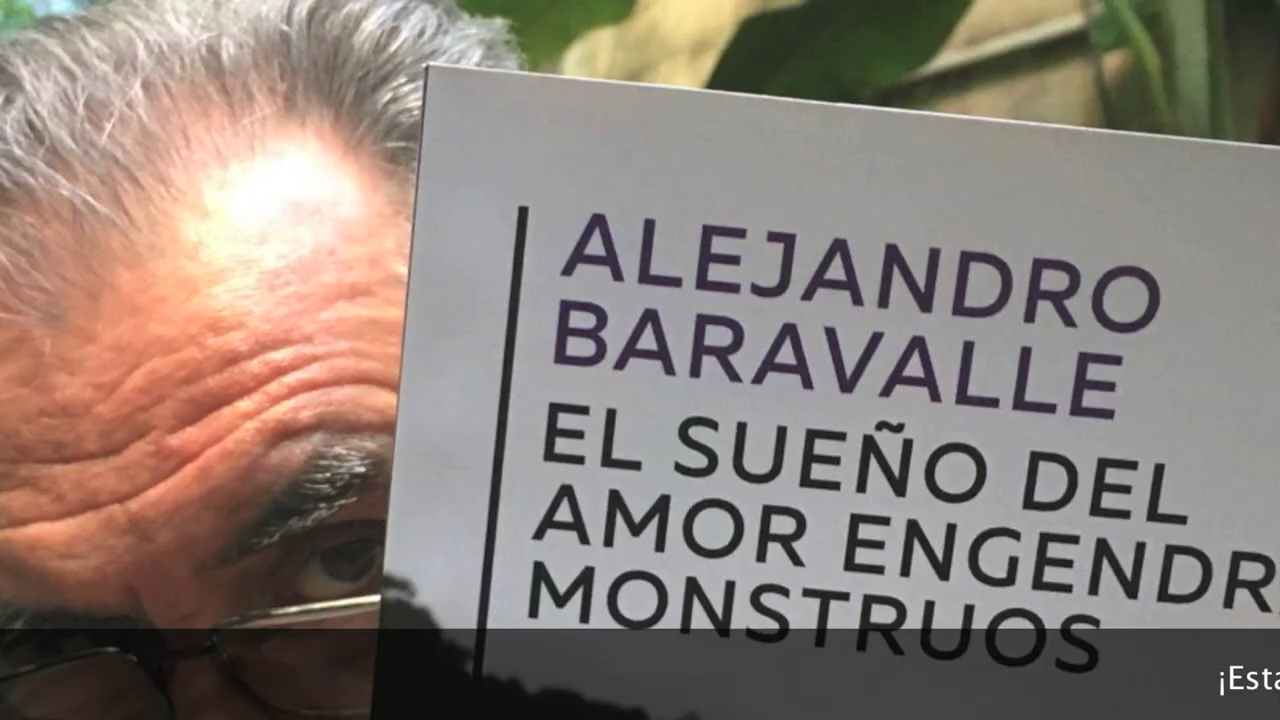 ALEJANDRO
BARAVALLE
EL SUEÑO DEL
AMOR ENGENDR
MONSTRUOS
¡Esta